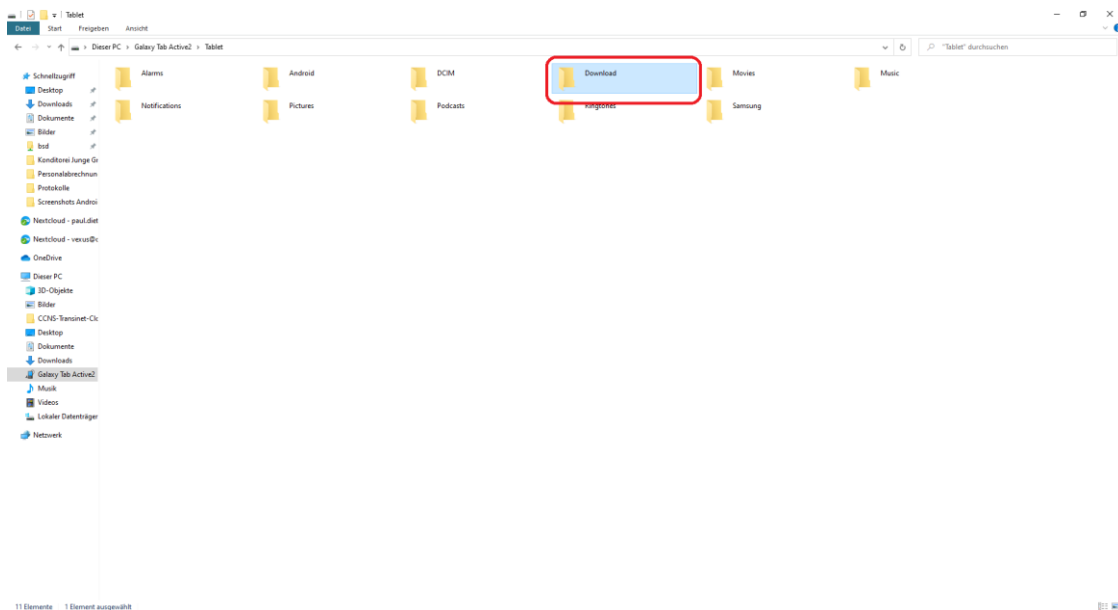 Tablet
Datei Start Freigeben Ansicht
Dieser PC > Galaxy Tab Active2 > Tablet
"Tablet" durchsuchen
Schnellzugriff
Desktop
Downloads
Dokumente
Bilder
bsd
Konditorei Junge Gr
Personalabrechnun
Protokolle
Screenshots Androi
Nextcloud - paul.diet
Nextcloud - vexus@c
OneDrive
Dieser PC
3D-Objekte
Bilder
CCNS-Transinet-Clo
Desktop
Dokumente
Downloads
Galaxy Tab Active2
Musik
Videos
Lokaler Datenträger
Netzwerk
Alarms Android DCIM Download Movies Music
Notifications Pictures Podcasts Ringtones Samsung
11 Elemente 1 Element ausgewählt